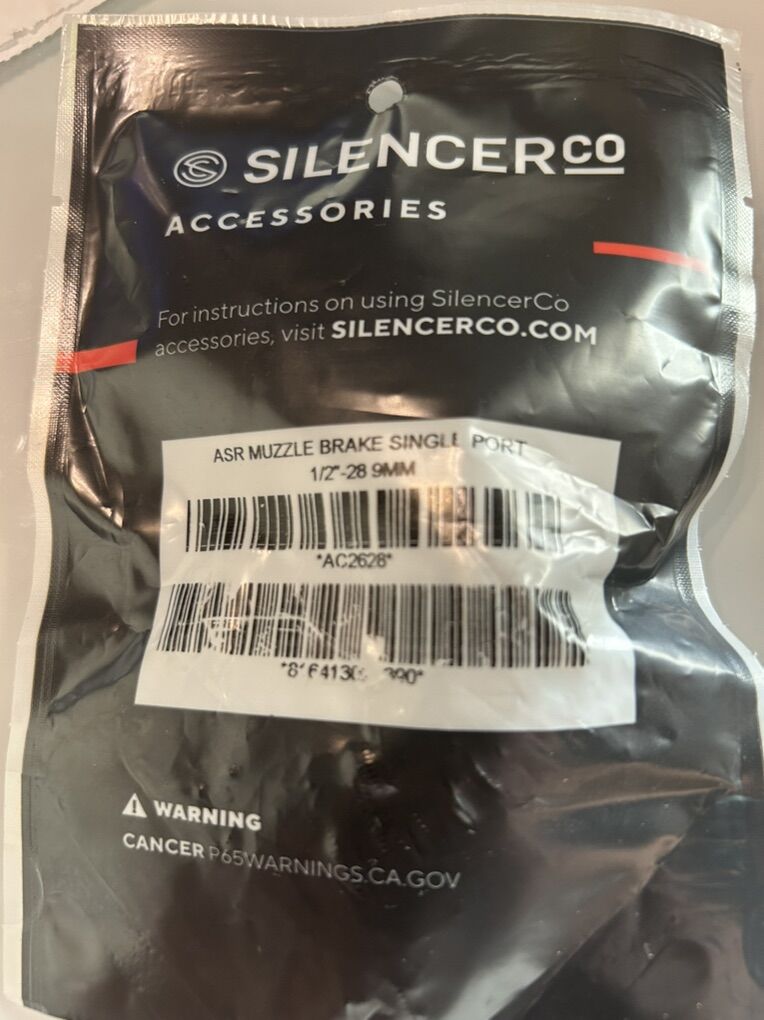 SILENCERCO
ACCESSORIES
For instructions on using SilencerCo
accessories, visit SILENCERCO.COM
ASR MUZZLE BRAKE SINGLE PORT
1/2"-28 9MM
*AC2628*
WARNING
CANCER P65WARNINGS.CA.GOV